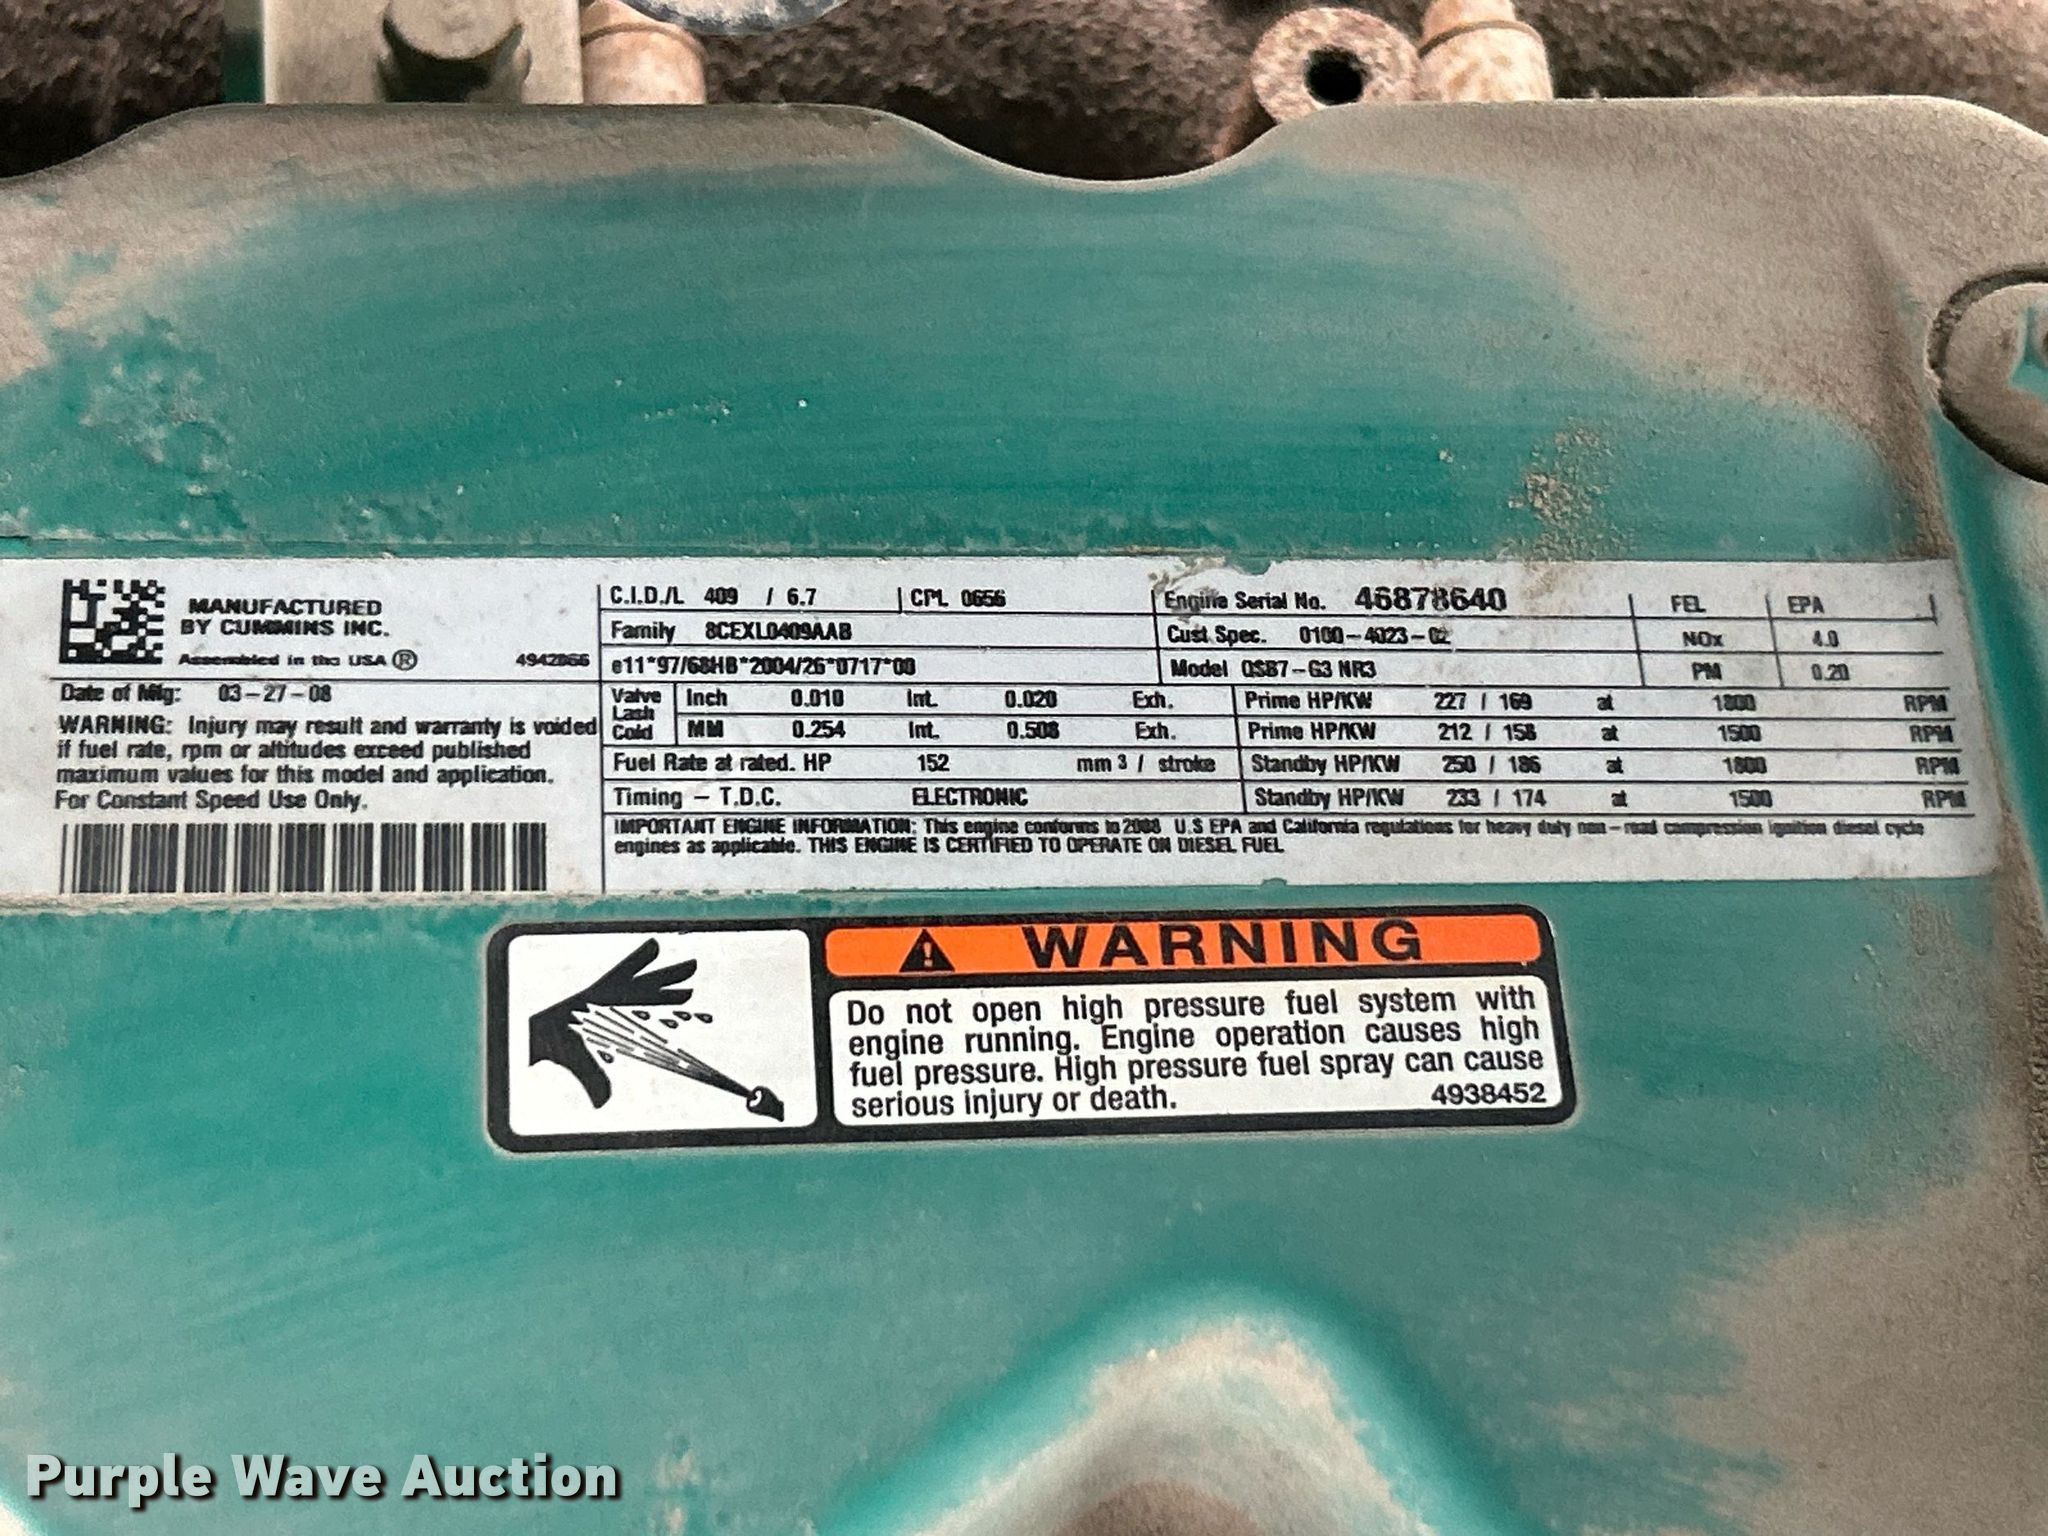 MANUFACTURED
BY CUMMINS INC.
Assembled in the USA ® 4942066
Date of Mfg: 03-27-08
WARNING: Injury may result and warranty is voided
if fuel rate, rpm or altitudes exceed published
maximum values for this model and application.
For Constant Speed Use Only.
C.I.D./L 409 / 6.7 CPL 0656
Family 8CEXL0409AAB
e11*97/68HB*2004/26*0717*00
Valve Lash Cold Inch 0.010 Int. 0.020 Exh.
MM 0.254 Int. 0.508 Exh.
Fuel Rate at rated. HP 152 mm 3 / stroke
Timing - T.D.C. ELECTRONIC
Engine Serial No. 46878640 FEL EPA
Cust Spec. 0100-4023-02 NOx 4.0
Model QSB7-G3 NR3 PM 0.20
Prime HP/KW 227 / 169 at 1800 RPM
Prime HP/KW 212 / 158 at 1500 RPM
Standby HP/KW 250 / 186 at 1800 RPM
Standby HP/KW 233 / 174 at 1500 RPM
IMPORTANT ENGINE INFORMATION: This engine conforms to 2008 U.S EPA and California regulations for heavy duty non-road compression ignition diesel cycle
engines as applicable. THIS ENGINE IS CERTIFIED TO OPERATE ON DIESEL FUEL
WARNING
Do not open high pressure fuel system with
engine running. Engine operation causes high
fuel pressure. High pressure fuel spray can cause
serious injury or death. 4938452
Purple Wave Auction